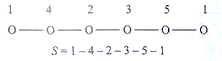 1 4 2 3 5 1
S = 1 – 4 – 2 – 3 – 5 – 1